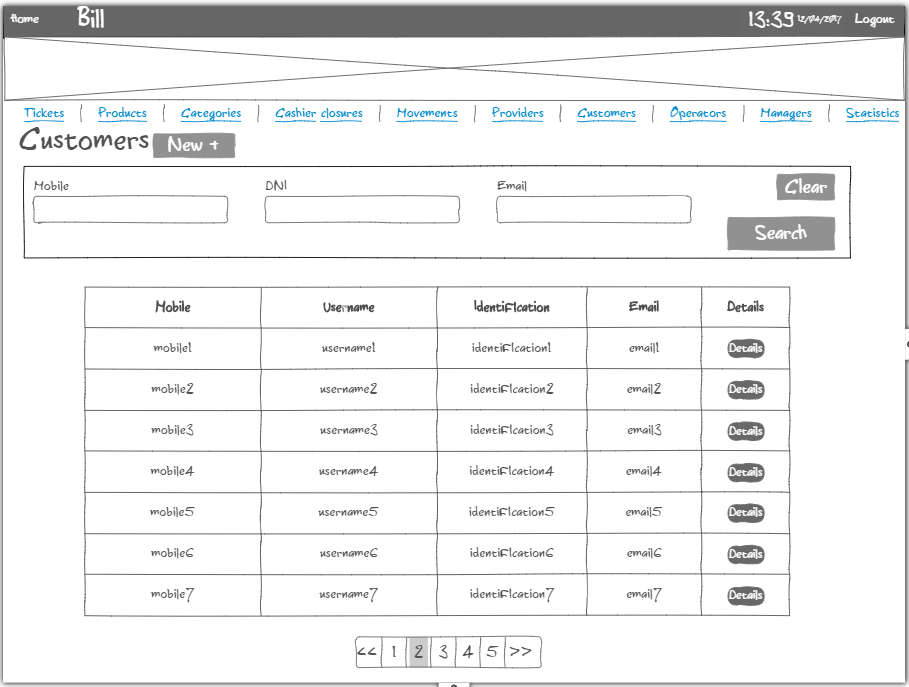 Home Bill 13:39 12/04/2017 Logout
Tickets | Products | Categories | Cashier closures | Movements | Providers | Customers | Operators | Managers | Statistics
Customers New +
Mobile DNI Email Clear
Search
Mobile Username Identification Email Details
mobile1 username1 identification1 email1 Details
mobile2 username2 identification2 email2 Details
mobile3 username3 identification3 email3 Details
mobile4 username4 identification4 email4 Details
mobile5 username5 identification5 email5 Details
mobile6 username6 identification6 email6 Details
mobile7 username7 identification7 email7 Details
<< 1 2 3 4 5 >>